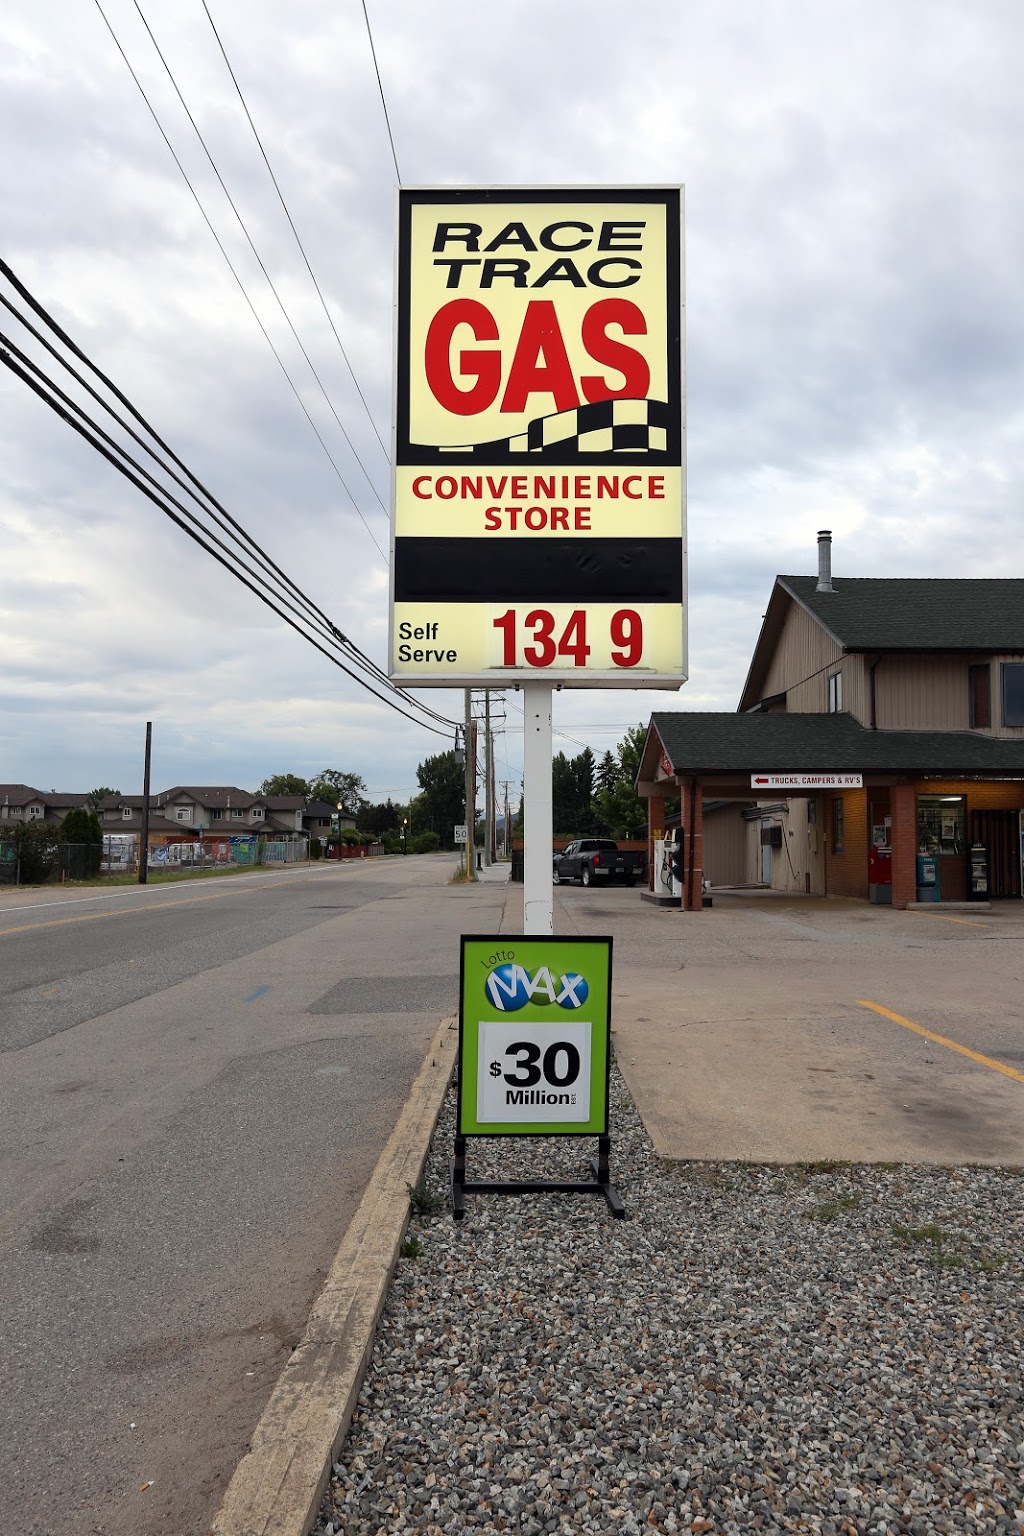 RACE
TRAC
GAS
CONVENIENCE
STORE
Self
Serve
134 9
TRUCKS, CAMPERS & RV'S
50
Lotto
MAX
$30
Million